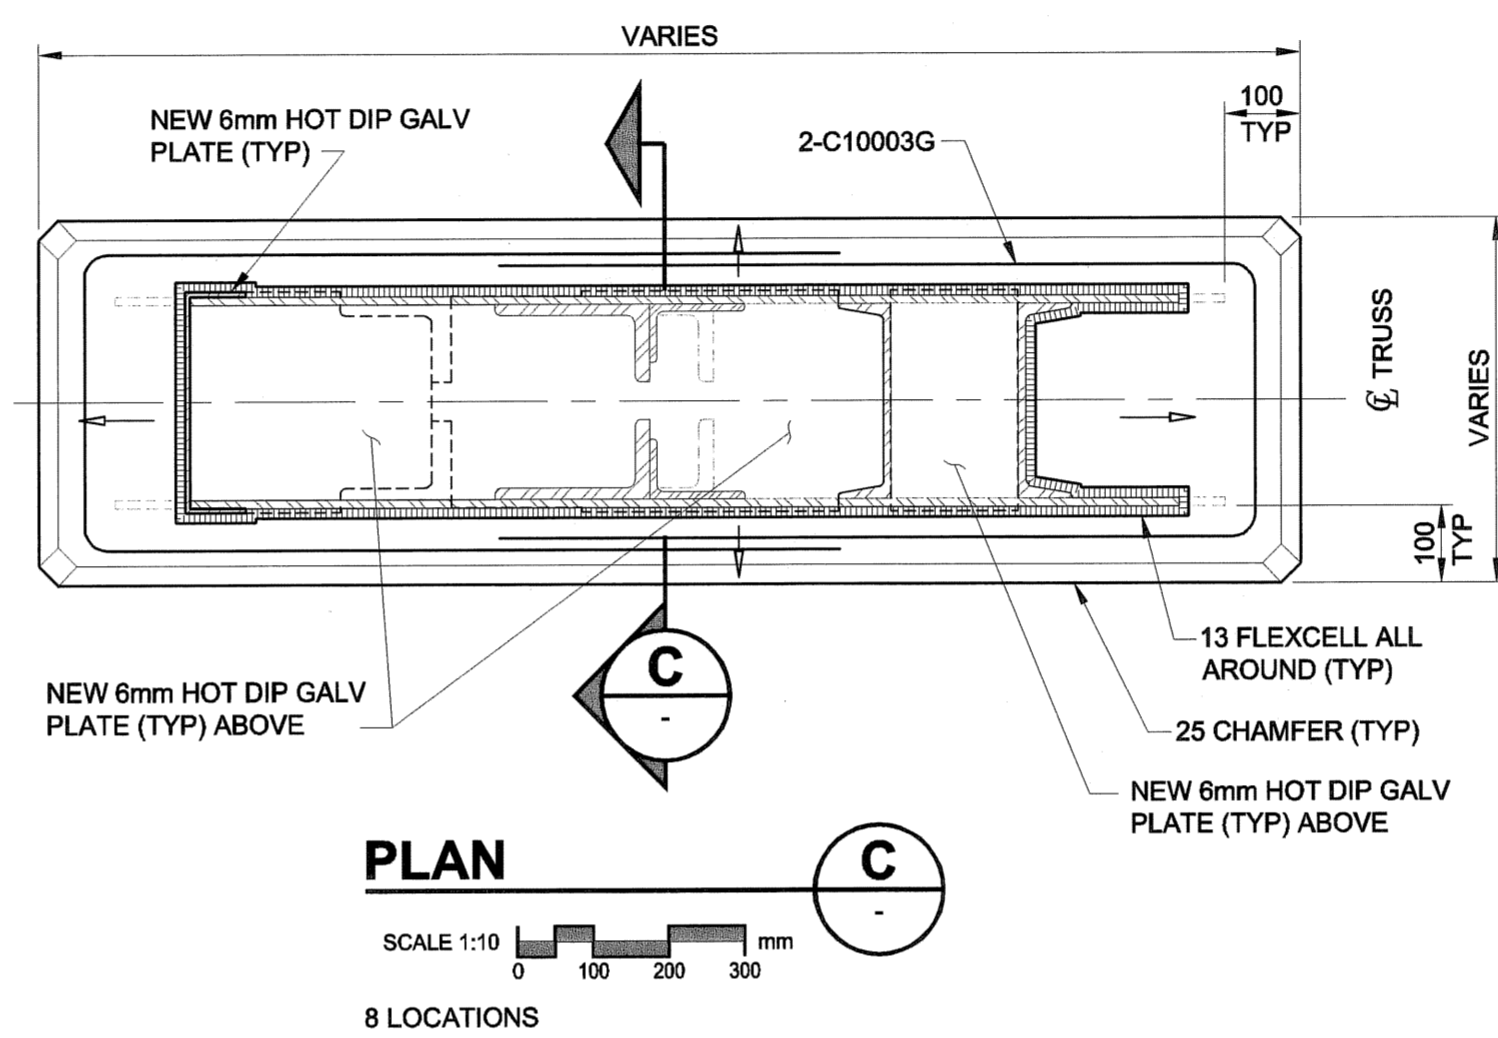 VARIES
100
TYP
NEW 6mm HOT DIP GALV
PLATE (TYP)
2-C10003G
℄ TRUSS
VARIES
100
TYP
13 FLEXCELL ALL
AROUND (TYP)
C
-
NEW 6mm HOT DIP GALV
PLATE (TYP) ABOVE
25 CHAMFER (TYP)
NEW 6mm HOT DIP GALV
PLATE (TYP) ABOVE
PLAN
C
-
SCALE 1:10
mm
0 100 200 300
8 LOCATIONS